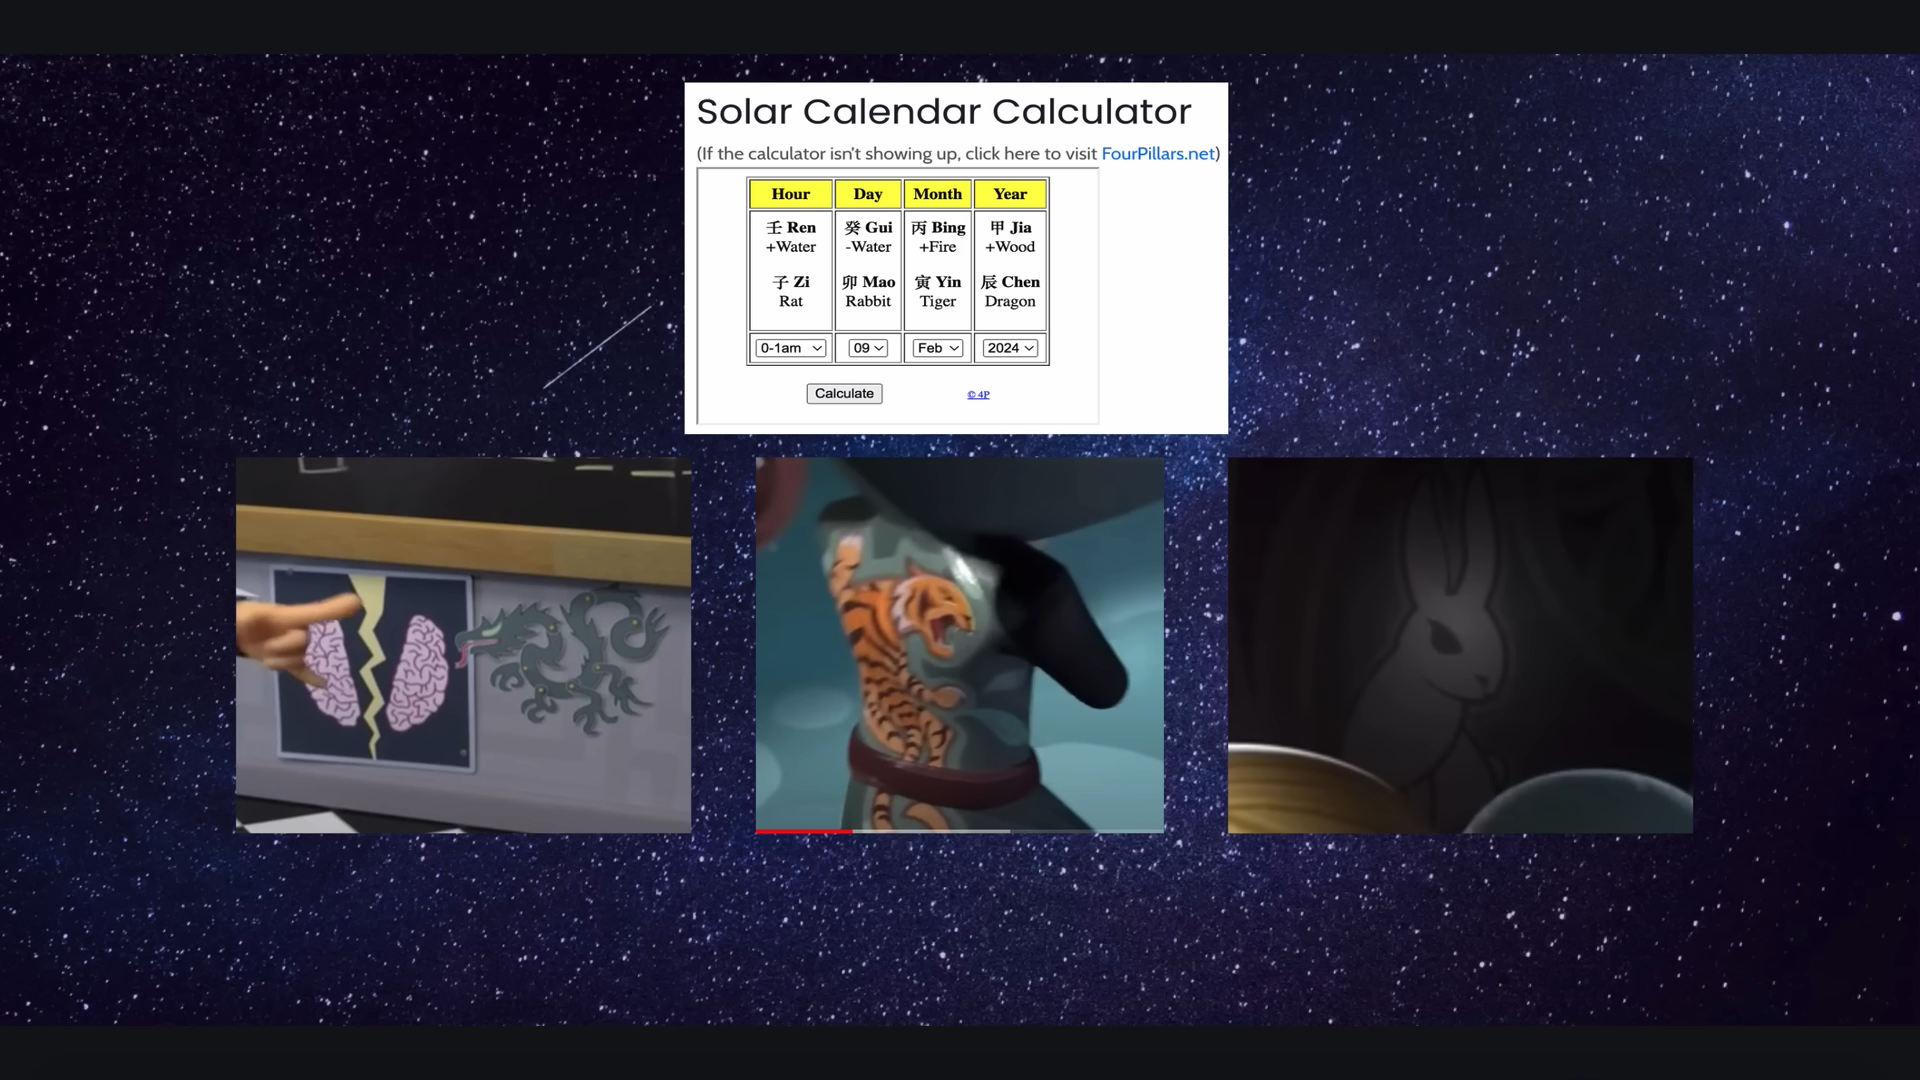 Solar Calendar Calculator
(If the calculator isn't showing up, click here to visit FourPillars.net)
Hour Day Month Year
壬 Ren 癸 Gui 丙 Bing 甲 Jia
+Water -Water +Fire +Wood
子 Zi 卯 Mao 寅 Yin 辰 Chen
Rat Rabbit Tiger Dragon
0-1am 09 Feb 2024
Calculate © 4P